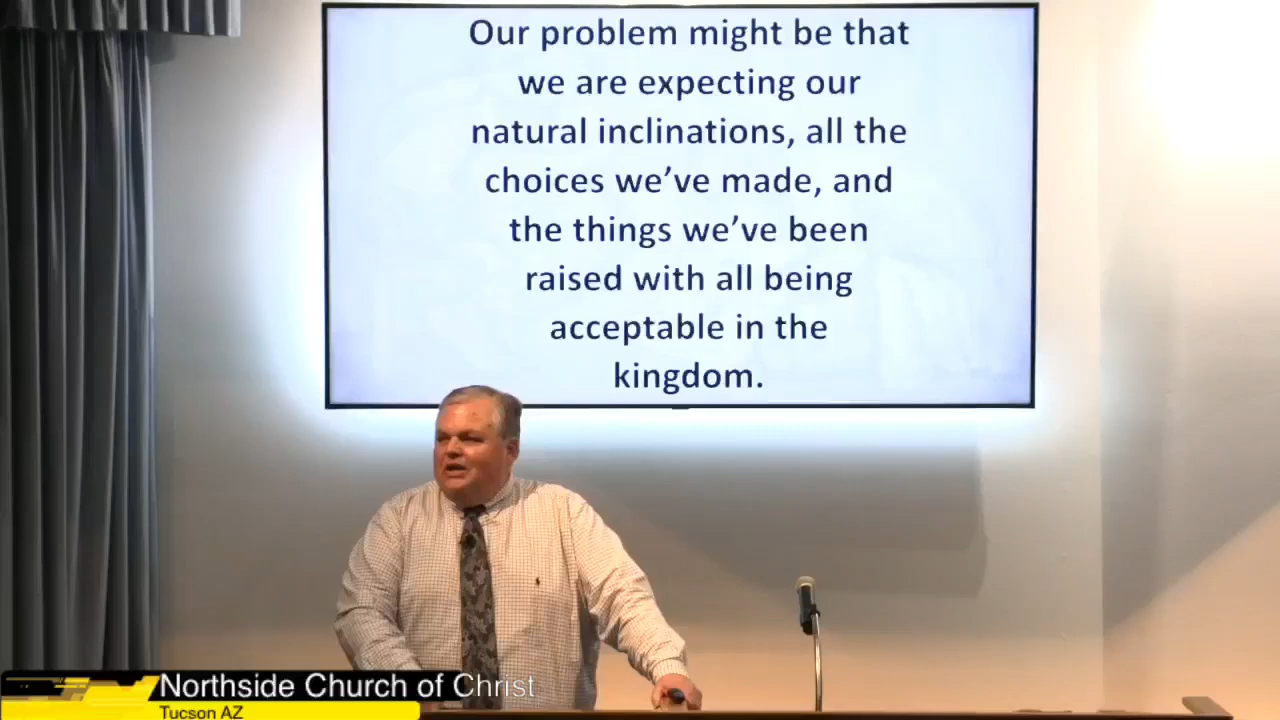 Our problem might be that
we are expecting our
natural inclinations, all the
choices we’ve made, and
the things we’ve been
raised with all being
acceptable in the
kingdom.
Northside Church of Christ
Tucson AZ